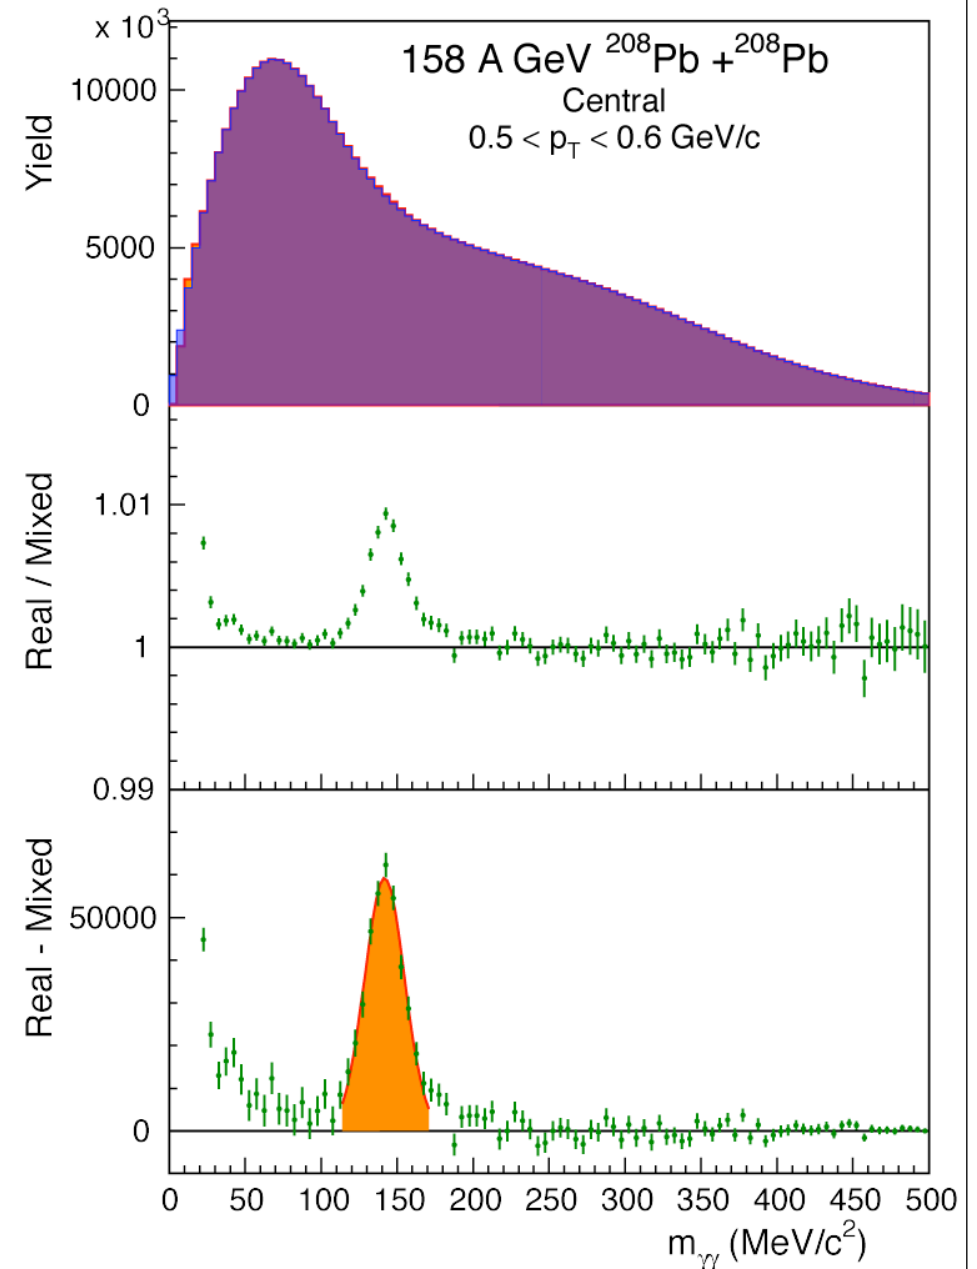 x 10³
158 A GeV ²⁰⁸Pb +²⁰⁸Pb
Central
0.5 < p_T < 0.6 GeV/c
Yield
10000
5000
0
Real / Mixed
1.01
1
0.99
Real - Mixed
50000
0
0 50 100 150 200 250 300 350 400 450 500
m_γγ (MeV/c²)